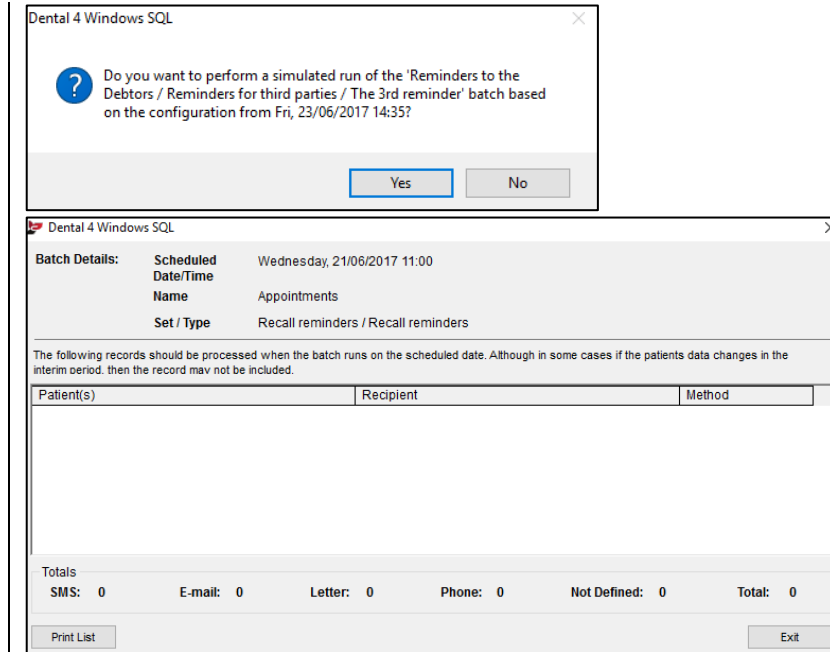 Dental 4 Windows SQL
Do you want to perform a simulated run of the 'Reminders to the
Debtors / Reminders for third parties / The 3rd reminder' batch based
on the configuration from Fri, 23/06/2017 14:35?
Yes No
Dental 4 Windows SQL
Batch Details: Scheduled Date/Time Wednesday, 21/06/2017 11:00
Name Appointments
Set / Type Recall reminders / Recall reminders
The following records should be processed when the batch runs on the scheduled date. Although in some cases if the patients data changes in the
interim period, then the record may not be included.
Patient(s) Recipient Method
Totals
SMS: 0 E-mail: 0 Letter: 0 Phone: 0 Not Defined: 0 Total: 0
Print List Exit